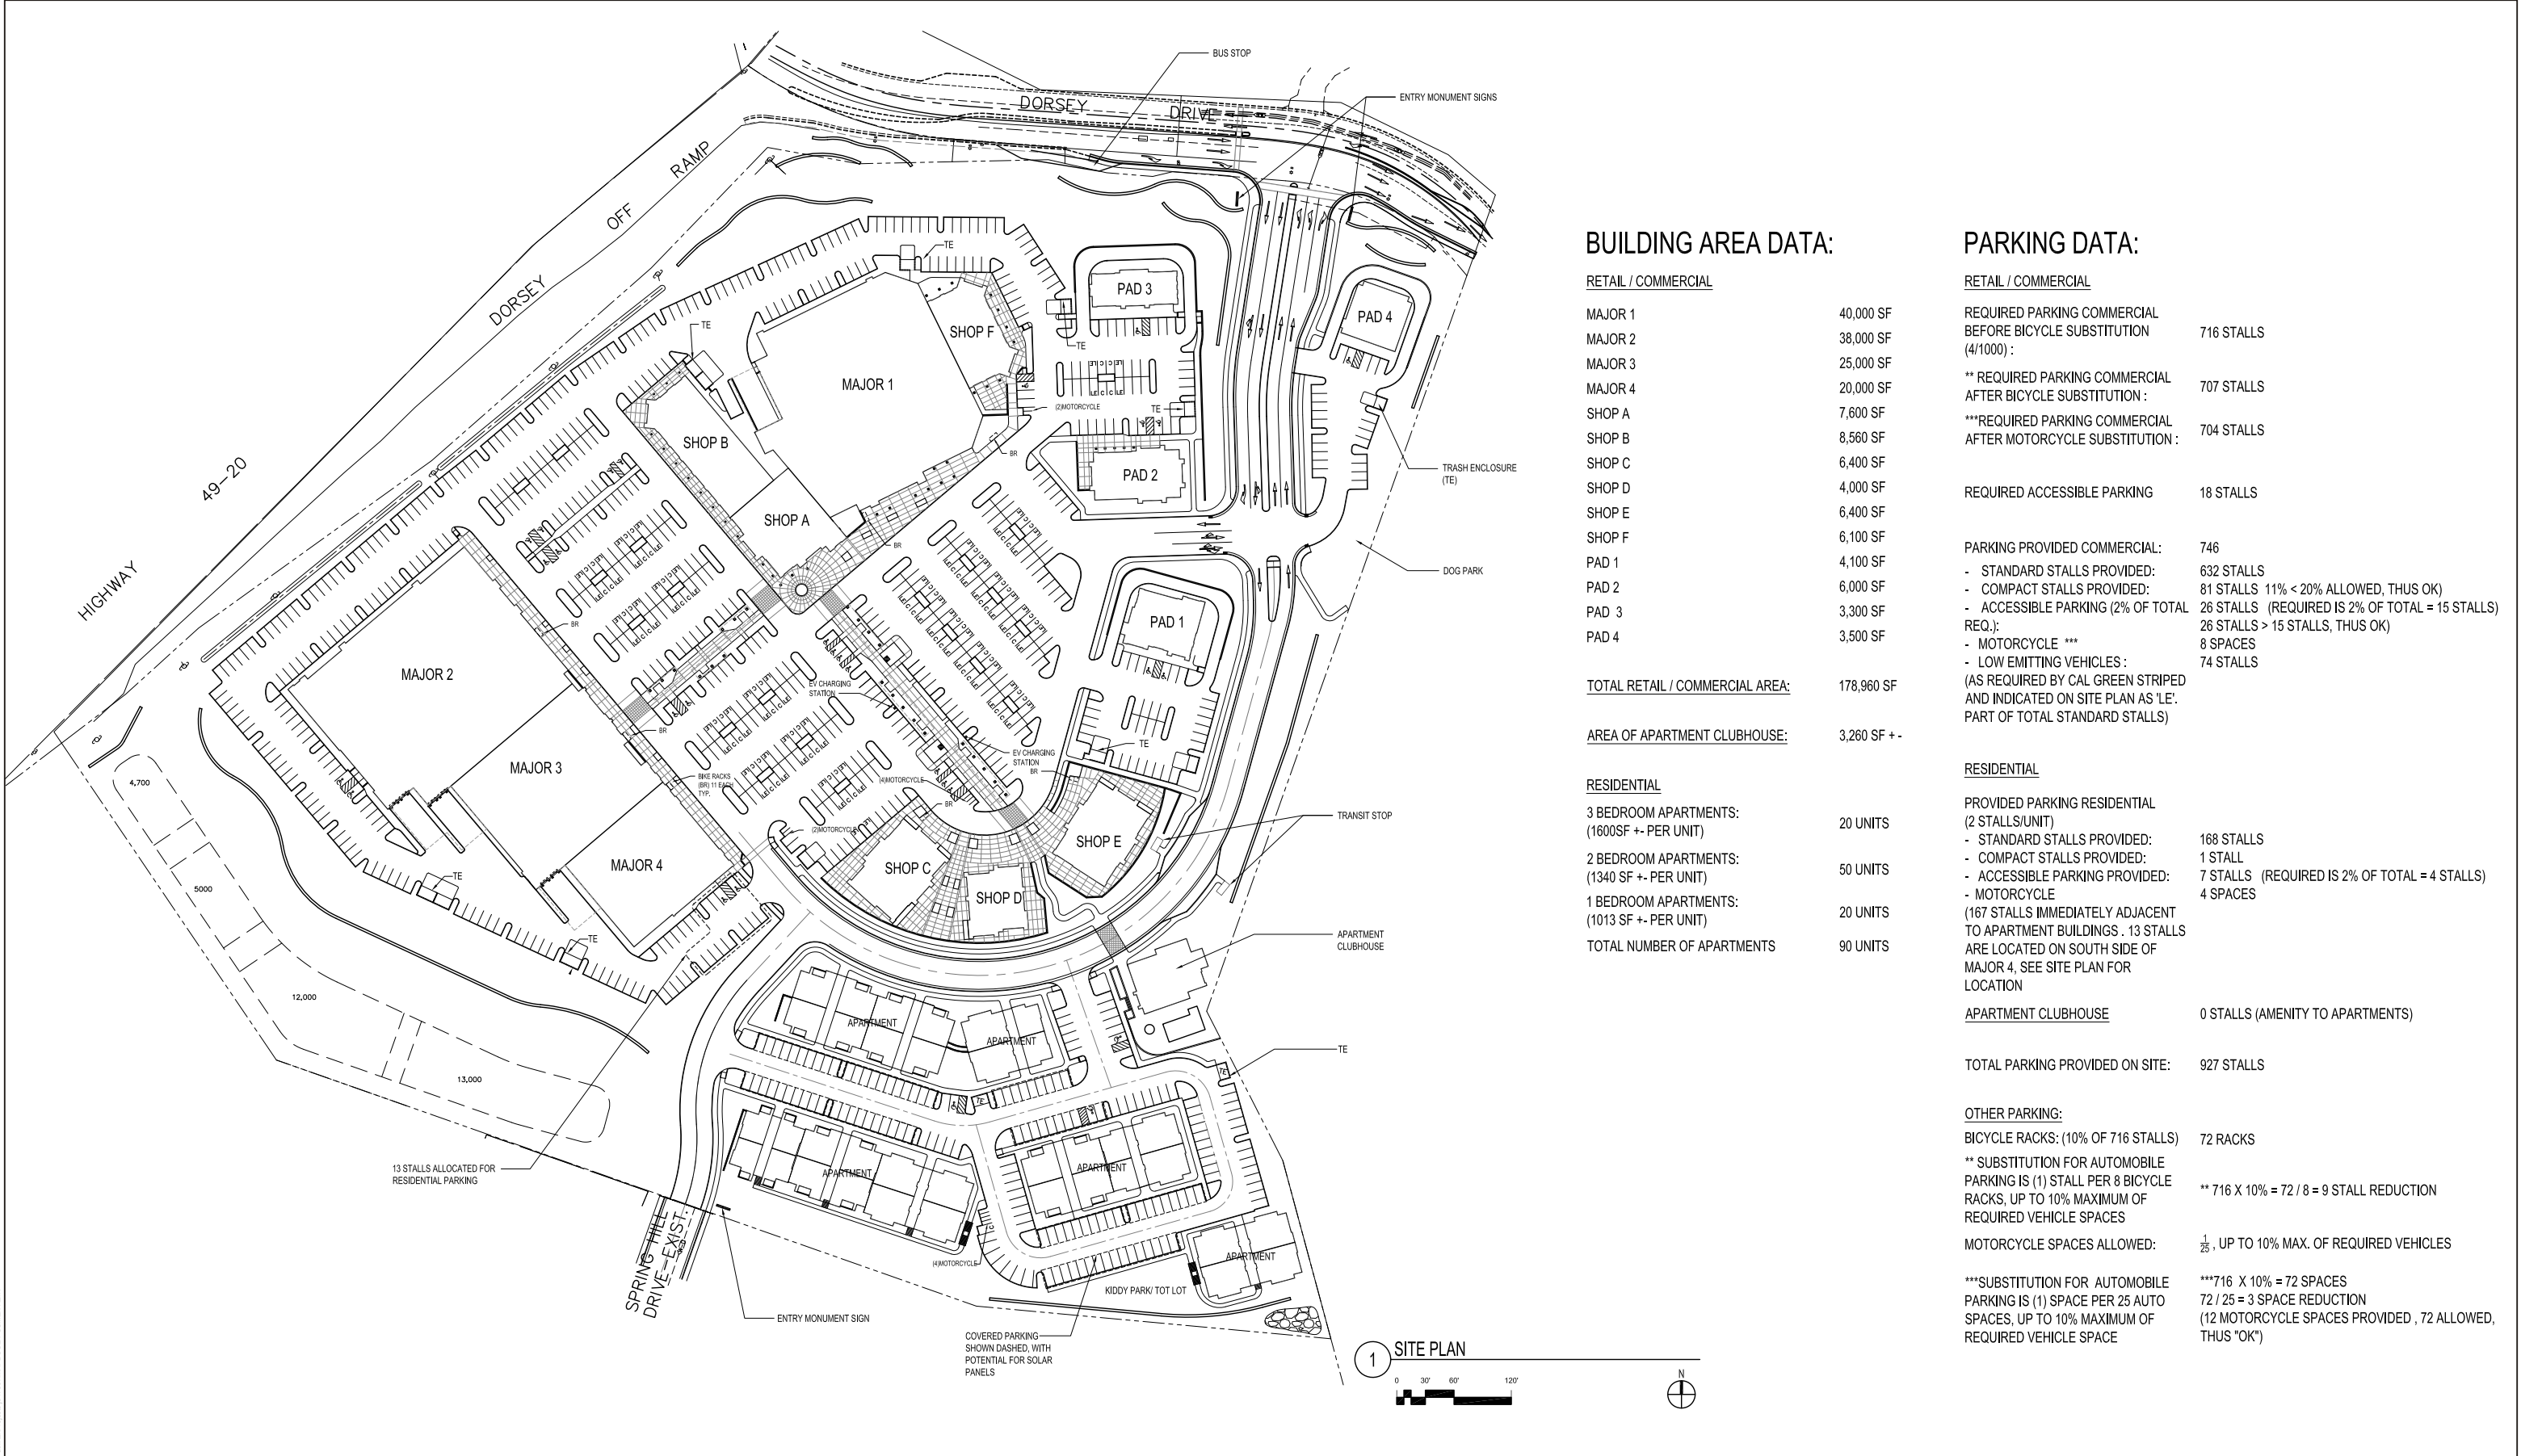 BUS STOP
ENTRY MONUMENT SIGNS
DORSEY DRIVE
DORSEY OFF RAMP
HIGHWAY 49-20
TE
PAD 3
PAD 4
SHOP F
TE
TE
TE
MAJOR 1
(2)MOTORCYCLE
TE
SHOP B
BR
PAD 2
TRASH ENCLOSURE
(TE)
SHOP A
BR
DOG PARK
BR
PAD 1
MAJOR 2
EV CHARGING
STATION
BR
TE
EV CHARGING
STATION
BR
MAJOR 3
BIKE RACKS
(BR) 11 EACH
TYP.
(4)MOTORCYCLE
BR
4,700
(2)MOTORCYCLE
TRANSIT STOP
SHOP E
MAJOR 4
SHOP C
TE
5000
SHOP D
TE
APARTMENT
CLUBHOUSE
12,000
APARTMENT
APARTMENT
TE
TE
13,000
TE
13 STALLS ALLOCATED FOR
RESIDENTIAL PARKING
APARTMENT
APARTMENT
SPRING HILL
DRIVE-EXIST.
(4)MOTORCYCLE
APARTMENT
KIDDY PARK/ TOT LOT
ENTRY MONUMENT SIGN
COVERED PARKING
SHOWN DASHED, WITH
POTENTIAL FOR SOLAR
PANELS
1 SITE PLAN
0 30' 60' 120'
N
BUILDING AREA DATA:
RETAIL / COMMERCIAL
MAJOR 1 40,000 SF
MAJOR 2 38,000 SF
MAJOR 3 25,000 SF
MAJOR 4 20,000 SF
SHOP A 7,600 SF
SHOP B 8,560 SF
SHOP C 6,400 SF
SHOP D 4,000 SF
SHOP E 6,400 SF
SHOP F 6,100 SF
PAD 1 4,100 SF
PAD 2 6,000 SF
PAD 3 3,300 SF
PAD 4 3,500 SF
TOTAL RETAIL / COMMERCIAL AREA: 178,960 SF
AREA OF APARTMENT CLUBHOUSE: 3,260 SF + -
RESIDENTIAL
3 BEDROOM APARTMENTS:
(1600SF +- PER UNIT) 20 UNITS
2 BEDROOM APARTMENTS:
(1340 SF +- PER UNIT) 50 UNITS
1 BEDROOM APARTMENTS:
(1013 SF +- PER UNIT) 20 UNITS
TOTAL NUMBER OF APARTMENTS 90 UNITS
PARKING DATA:
RETAIL / COMMERCIAL
REQUIRED PARKING COMMERCIAL
BEFORE BICYCLE SUBSTITUTION 716 STALLS
(4/1000) :
** REQUIRED PARKING COMMERCIAL
AFTER BICYCLE SUBSTITUTION : 707 STALLS
***REQUIRED PARKING COMMERCIAL
AFTER MOTORCYCLE SUBSTITUTION : 704 STALLS
REQUIRED ACCESSIBLE PARKING 18 STALLS
PARKING PROVIDED COMMERCIAL: 746
- STANDARD STALLS PROVIDED: 632 STALLS
- COMPACT STALLS PROVIDED: 81 STALLS 11% < 20% ALLOWED, THUS OK)
- ACCESSIBLE PARKING (2% OF TOTAL 26 STALLS (REQUIRED IS 2% OF TOTAL = 15 STALLS)
REQ.): 26 STALLS > 15 STALLS, THUS OK)
- MOTORCYCLE *** 8 SPACES
- LOW EMITTING VEHICLES : 74 STALLS
(AS REQUIRED BY CAL GREEN STRIPED
AND INDICATED ON SITE PLAN AS 'LE'.
PART OF TOTAL STANDARD STALLS)
RESIDENTIAL
PROVIDED PARKING RESIDENTIAL
(2 STALLS/UNIT)
- STANDARD STALLS PROVIDED: 168 STALLS
- COMPACT STALLS PROVIDED: 1 STALL
- ACCESSIBLE PARKING PROVIDED: 7 STALLS (REQUIRED IS 2% OF TOTAL = 4 STALLS)
- MOTORCYCLE 4 SPACES
(167 STALLS IMMEDIATELY ADJACENT
TO APARTMENT BUILDINGS . 13 STALLS
ARE LOCATED ON SOUTH SIDE OF
MAJOR 4, SEE SITE PLAN FOR
LOCATION
APARTMENT CLUBHOUSE 0 STALLS (AMENITY TO APARTMENTS)
TOTAL PARKING PROVIDED ON SITE: 927 STALLS
OTHER PARKING:
BICYCLE RACKS: (10% OF 716 STALLS) 72 RACKS
** SUBSTITUTION FOR AUTOMOBILE
PARKING IS (1) STALL PER 8 BICYCLE
RACKS, UP TO 10% MAXIMUM OF ** 716 X 10% = 72 / 8 = 9 STALL REDUCTION
REQUIRED VEHICLE SPACES
MOTORCYCLE SPACES ALLOWED: 1/25 , UP TO 10% MAX. OF REQUIRED VEHICLES
***SUBSTITUTION FOR AUTOMOBILE ***716 X 10% = 72 SPACES
PARKING IS (1) SPACE PER 25 AUTO 72 / 25 = 3 SPACE REDUCTION
SPACES, UP TO 10% MAXIMUM OF (12 MOTORCYCLE SPACES PROVIDED , 72 ALLOWED,
REQUIRED VEHICLE SPACE THUS "OK")